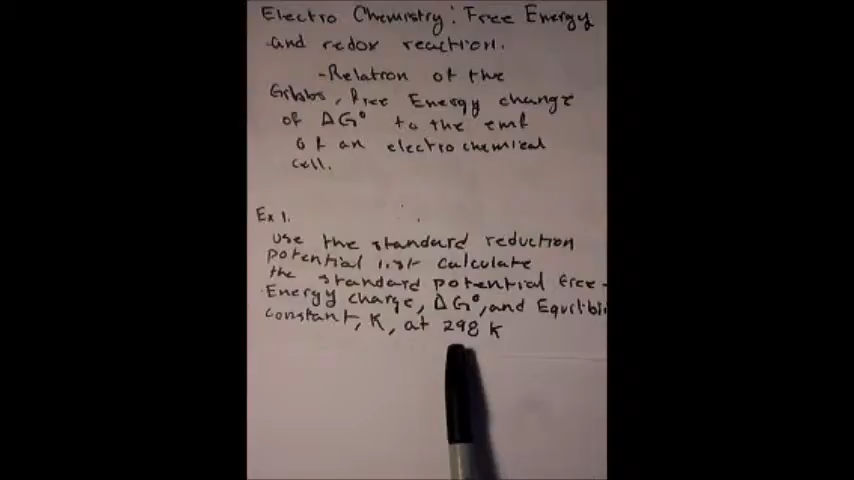 Electro Chemistry: Free Energy
and redox reaction.
-Relation of the
Gibbs, Free Energy change
of ΔG° to the emf
of an electrochemical
cell.
Ex 1.
use the standard reduction
potential list calculate
the standard potential free-
Energy charge, ΔG°, and Equilibi
constant, K, at 298 K